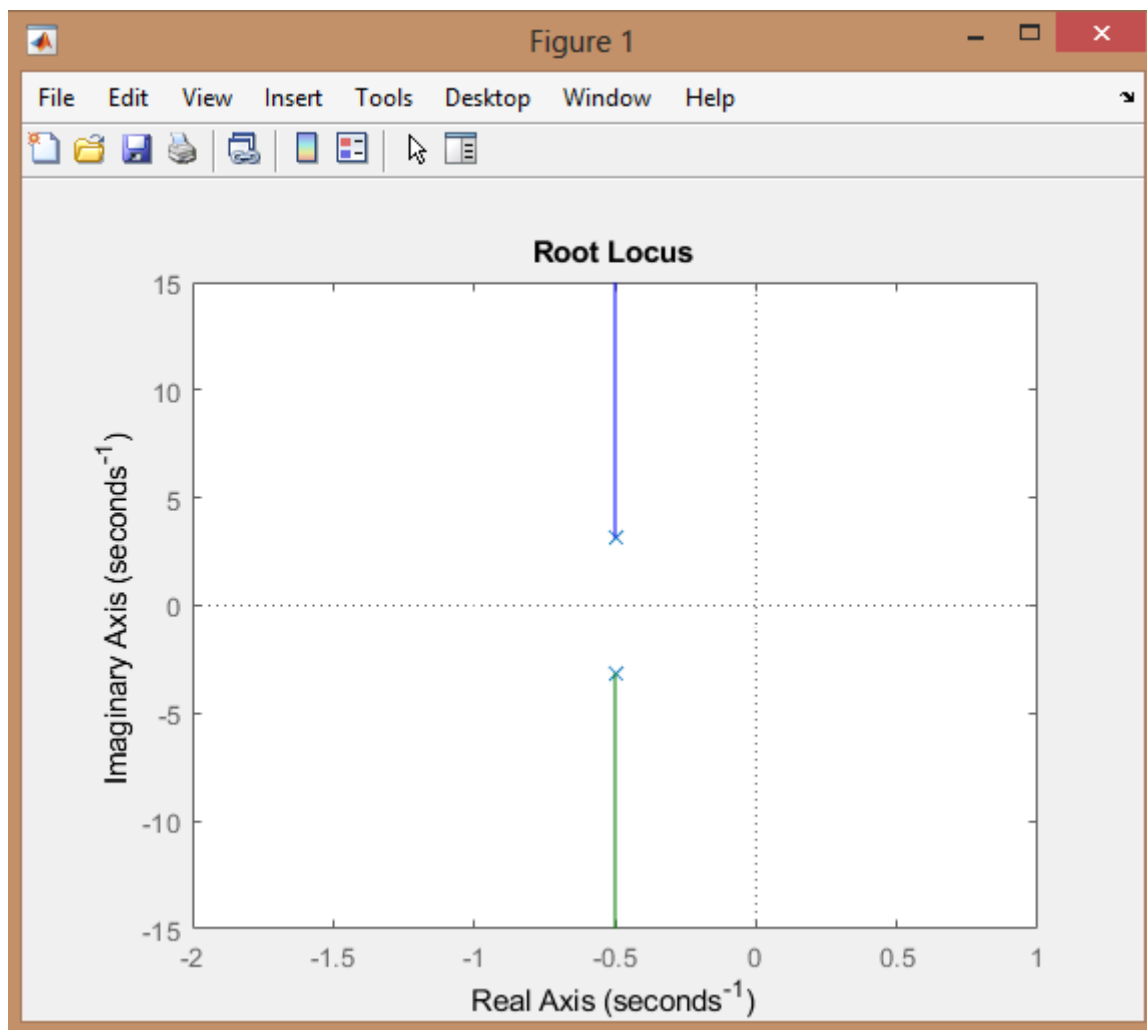 Figure 1
File Edit View Insert Tools Desktop Window Help
Root Locus
15
10
5
0
-5
-10
-15
Imaginary Axis (seconds⁻¹)
-2 -1.5 -1 -0.5 0 0.5 1
Real Axis (seconds⁻¹)